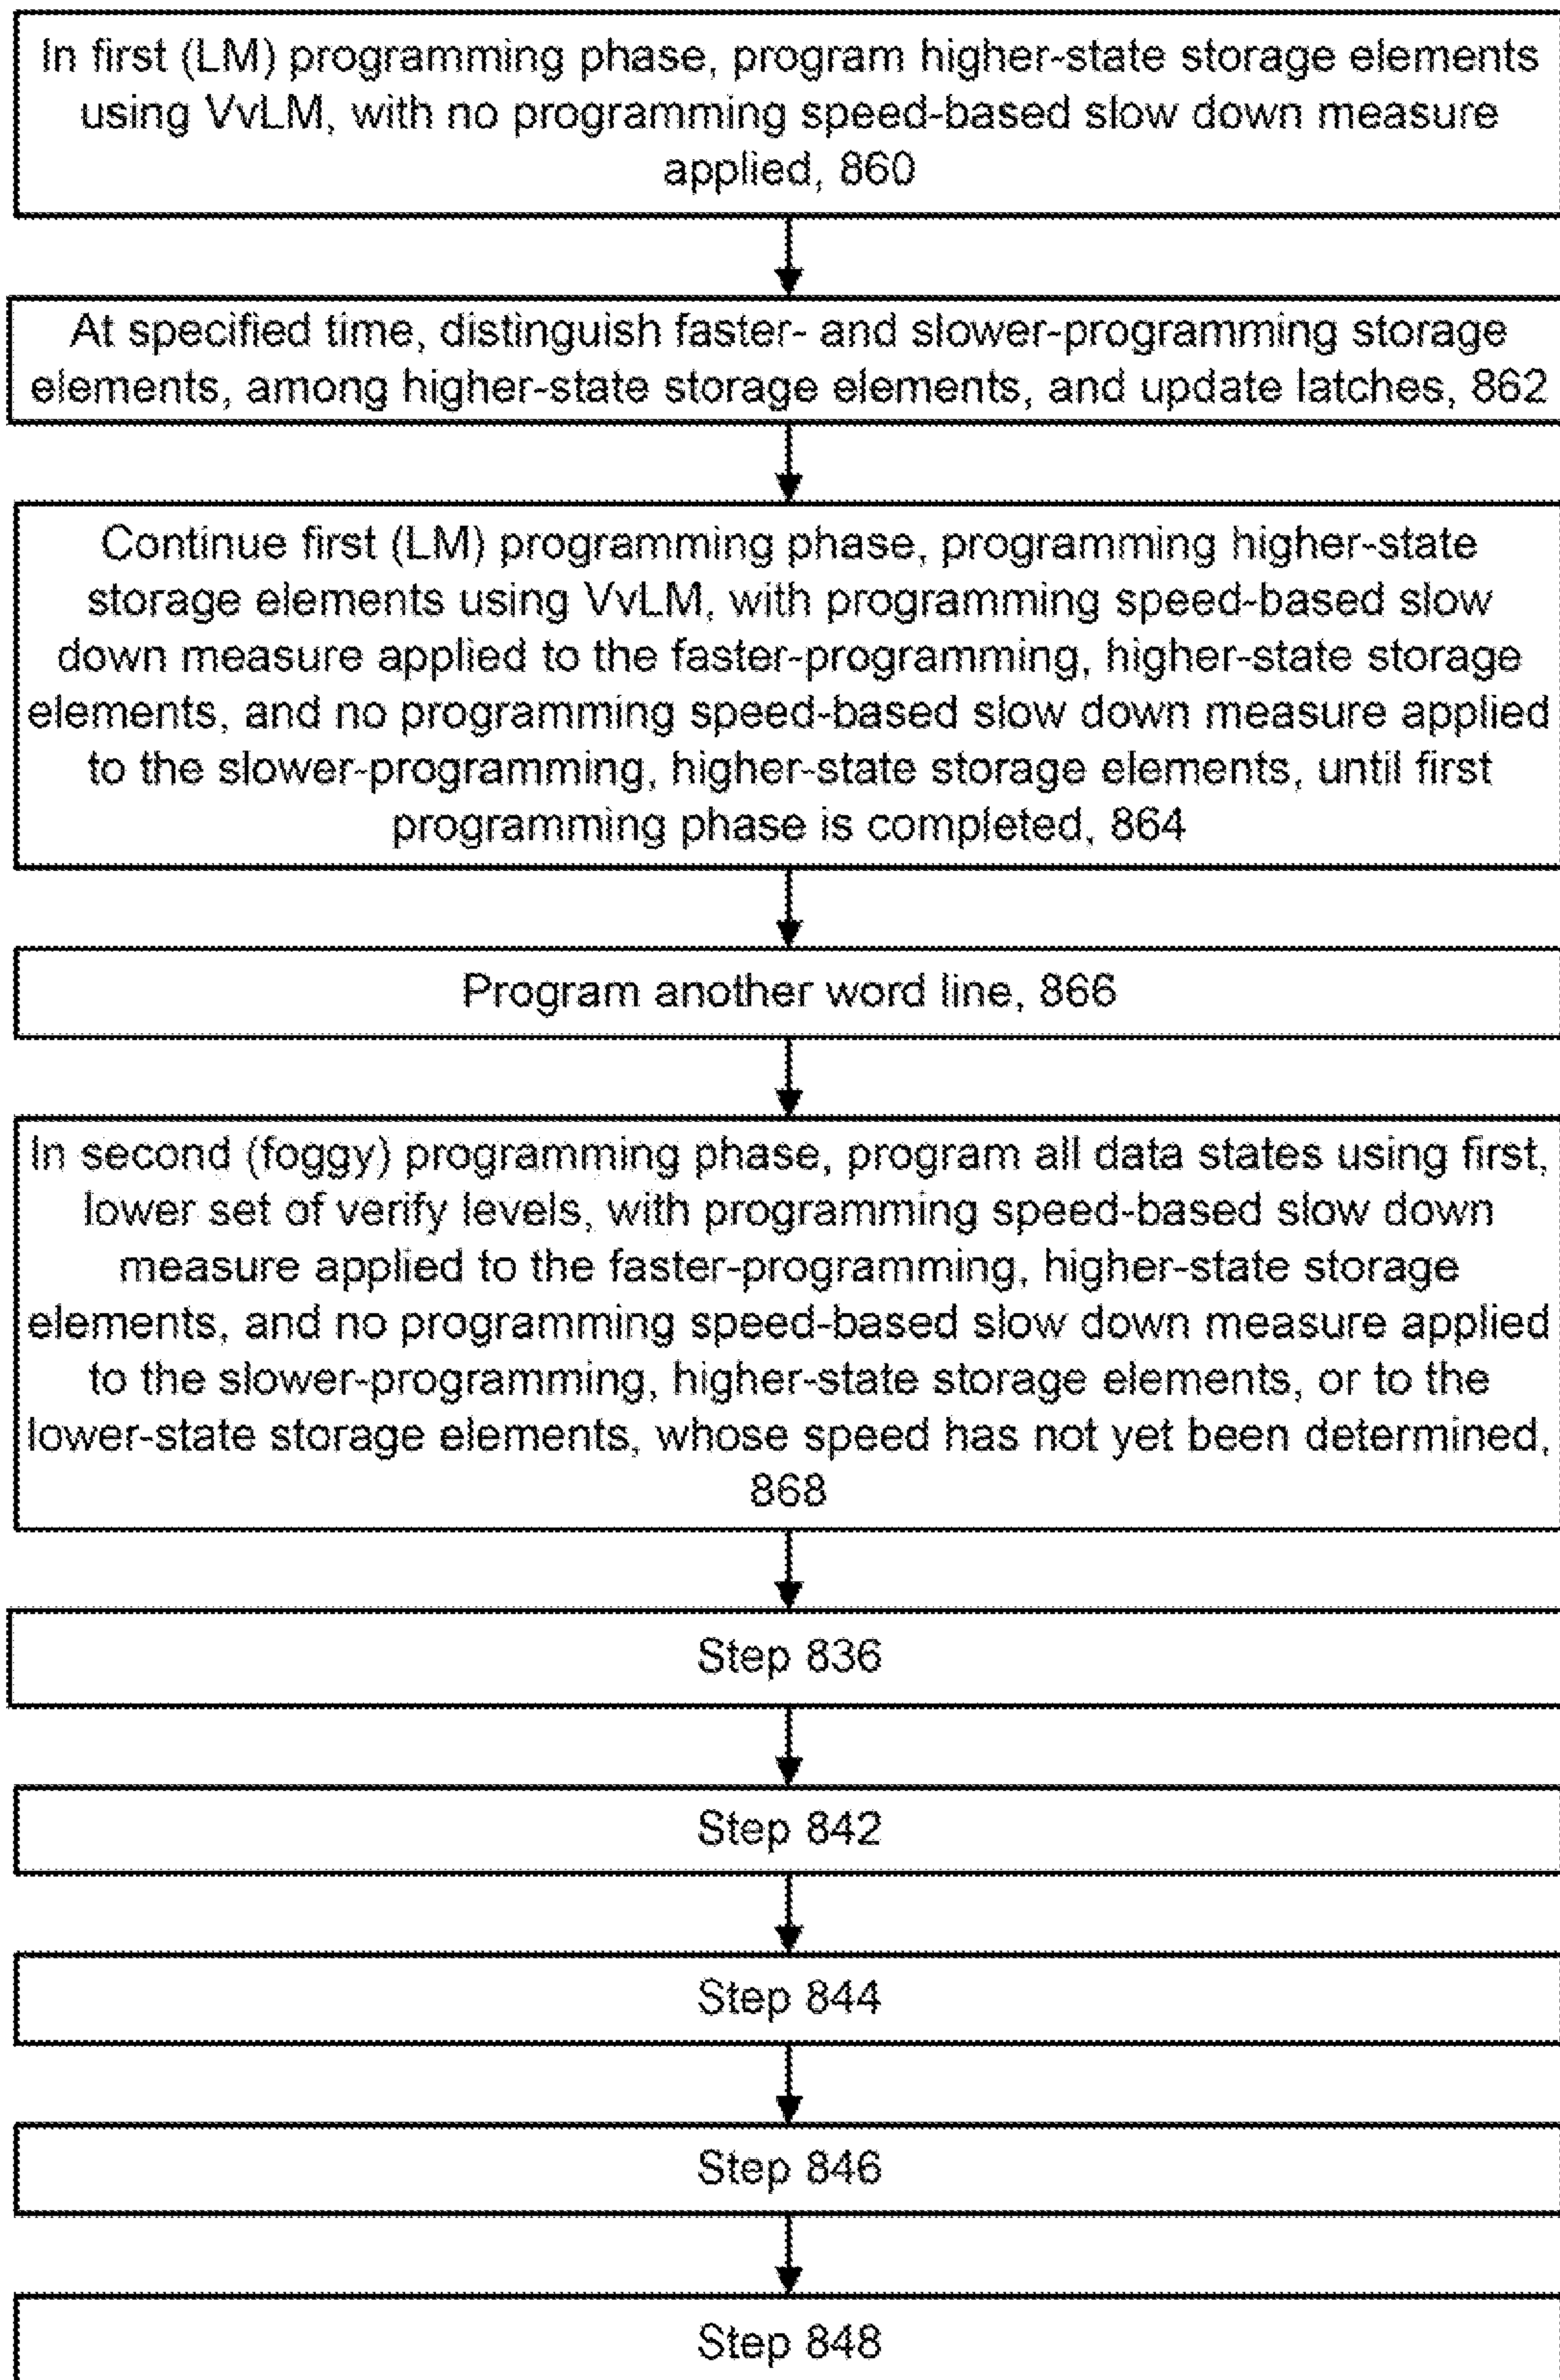 In first (LM) programming phase, program higher-state storage elements
using VvLM, with no programming speed-based slow down measure
applied, 860
At specified time, distinguish faster- and slower-programming storage
elements, among higher-state storage elements, and update latches, 862
Continue first (LM) programming phase, programming higher-state
storage elements using VvLM, with programming speed-based slow
down measure applied to the faster-programming, higher-state storage
elements, and no programming speed-based slow down measure applied
to the slower-programming, higher-state storage elements, until first
programming phase is completed, 864
Program another word line, 866
In second (foggy) programming phase, program all data states using first,
lower set of verify levels, with programming speed-based slow down
measure applied to the faster-programming, higher-state storage
elements, and no programming speed-based slow down measure applied
to the slower-programming, higher-state storage elements, or to the
lower-state storage elements, whose speed has not yet been determined,
868
Step 836
Step 842
Step 844
Step 846
Step 848